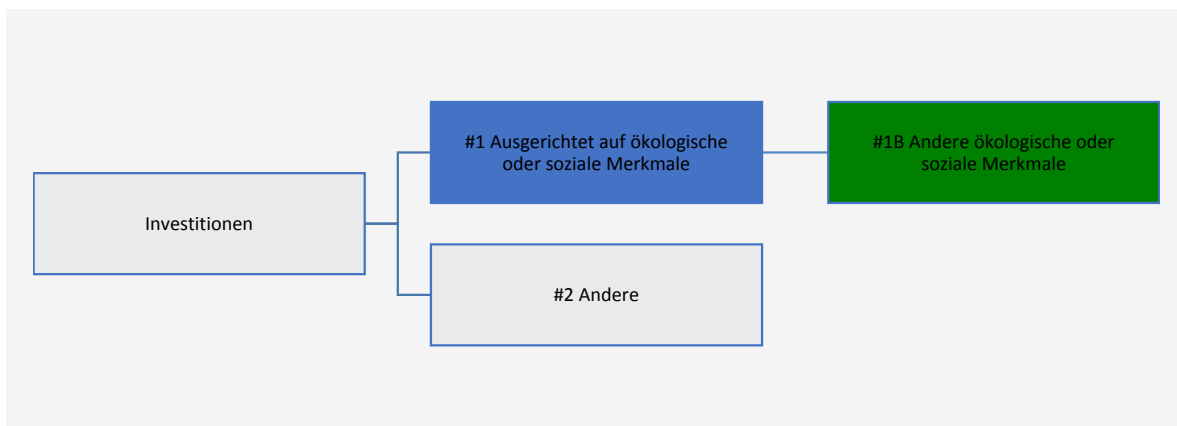 #1 Ausgerichtet auf ökologische
oder soziale Merkmale
#1B Andere ökologische oder
soziale Merkmale
Investitionen
#2 Andere